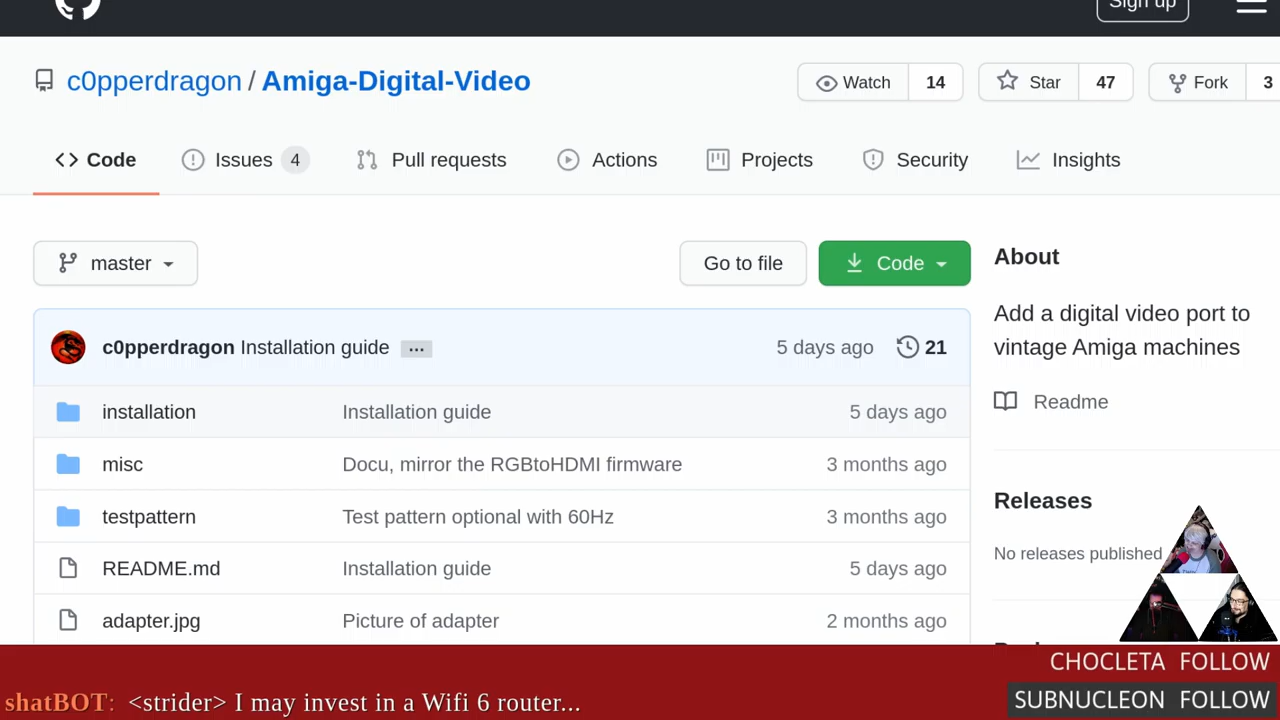 Sign up
c0pperdragon / Amiga-Digital-Video
Watch 14 Star 47 Fork 3
Code Issues 4 Pull requests Actions Projects Security Insights
master Go to file Code
About
Add a digital video port to
vintage Amiga machines
Readme
Releases
No releases published
c0pperdragon Installation guide ... 5 days ago 21
installation Installation guide 5 days ago
misc Docu, mirror the RGBtoHDMI firmware 3 months ago
testpattern Test pattern optional with 60Hz 3 months ago
README.md Installation guide 5 days ago
adapter.jpg Picture of adapter 2 months ago
CHOCLETA FOLLOW
SUBNUCLEON FOLLOW
shatBOT: <strider> I may invest in a Wifi 6 router...